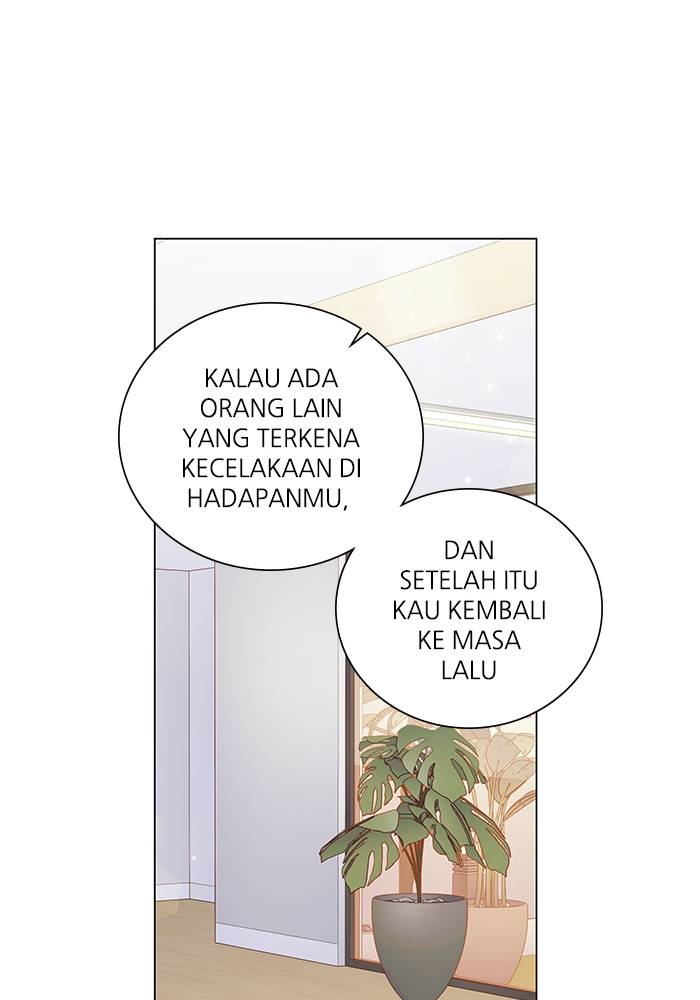 KALAU ADA
ORANG LAIN
YANG TERKENA
KECELAKAAN DI
HADAPANMU,
DAN
SETELAH ITU
KAU KEMBALI
KE MASA
LALU